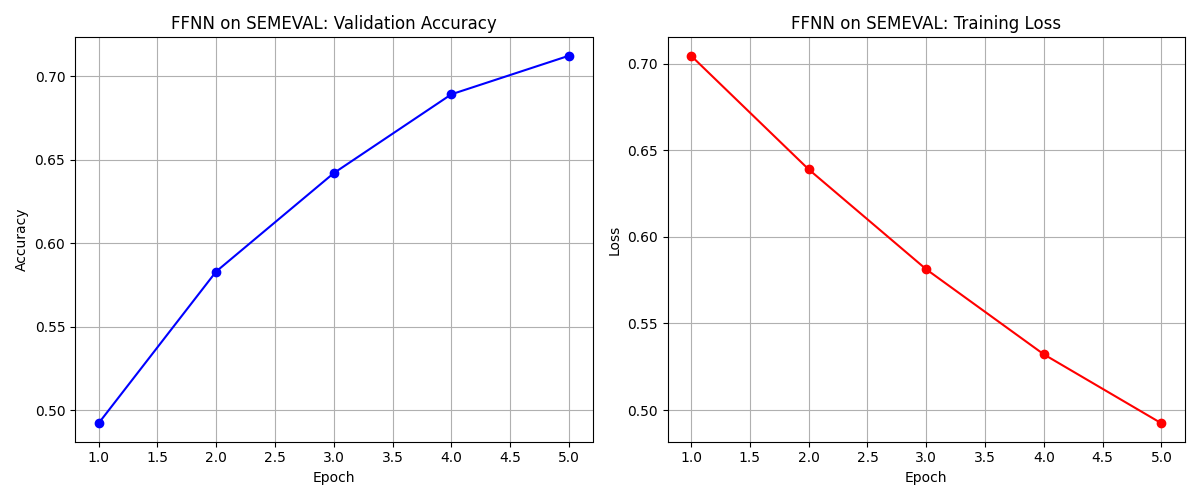 FFNN on SEMEVAL: Validation Accuracy
0.70
0.65
0.60
0.55
0.50
Accuracy
1.0 1.5 2.0 2.5 3.0 3.5 4.0 4.5 5.0
Epoch
FFNN on SEMEVAL: Training Loss
0.70
0.65
0.60
0.55
0.50
Loss
1.0 1.5 2.0 2.5 3.0 3.5 4.0 4.5 5.0
Epoch